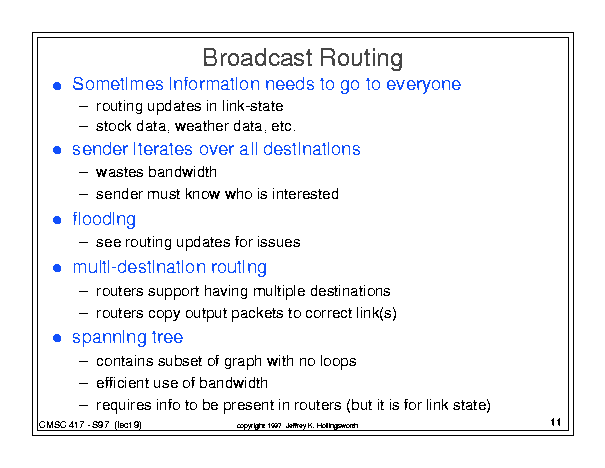 Broadcast Routing
● Sometimes information needs to go to everyone
– routing updates in link-state
– stock data, weather data, etc.
● sender iterates over all destinations
– wastes bandwidth
– sender must know who is interested
● flooding
– see routing updates for issues
● multi-destination routing
– routers support having multiple destinations
– routers copy output packets to correct link(s)
● spanning tree
– contains subset of graph with no loops
– efficient use of bandwidth
– requires info to be present in routers (but it is for link state)
CMSC 417 - S97 (lect9) copyright 1997 Jeffrey K. Hollingsworth 11